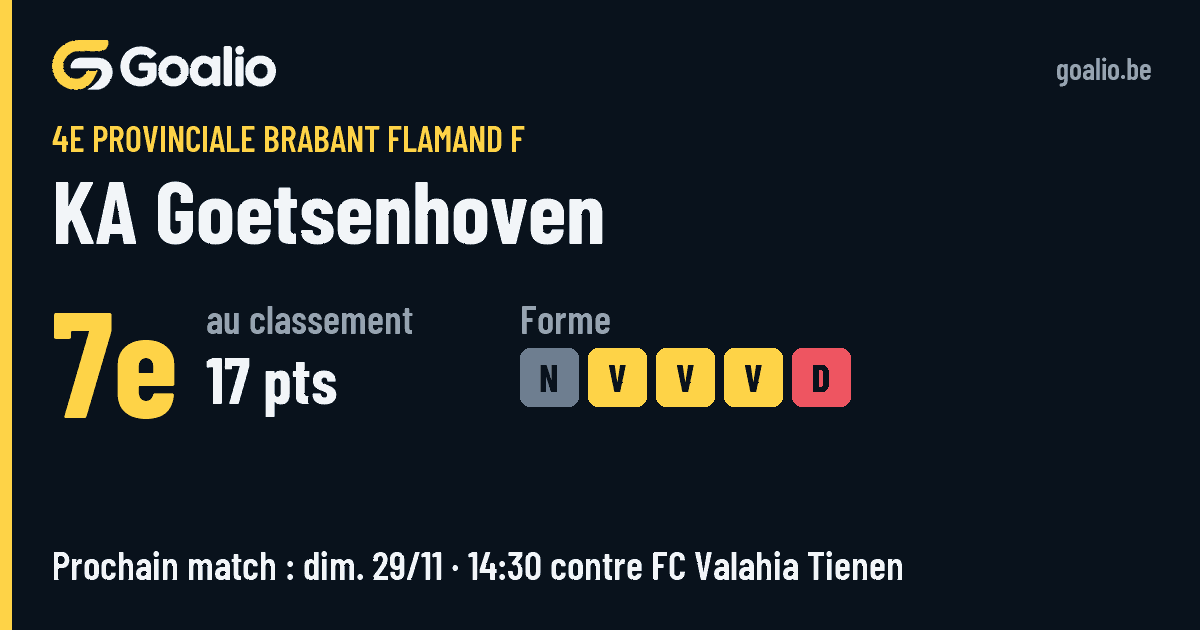 Goalio
goalio.be
4E PROVINCIALE BRABANT FLAMAND F
KA Goetsenhoven
7e
au classement
17 pts
Forme
N V V V D
Prochain match : dim. 29/11 · 14:30 contre FC Valahia Tienen